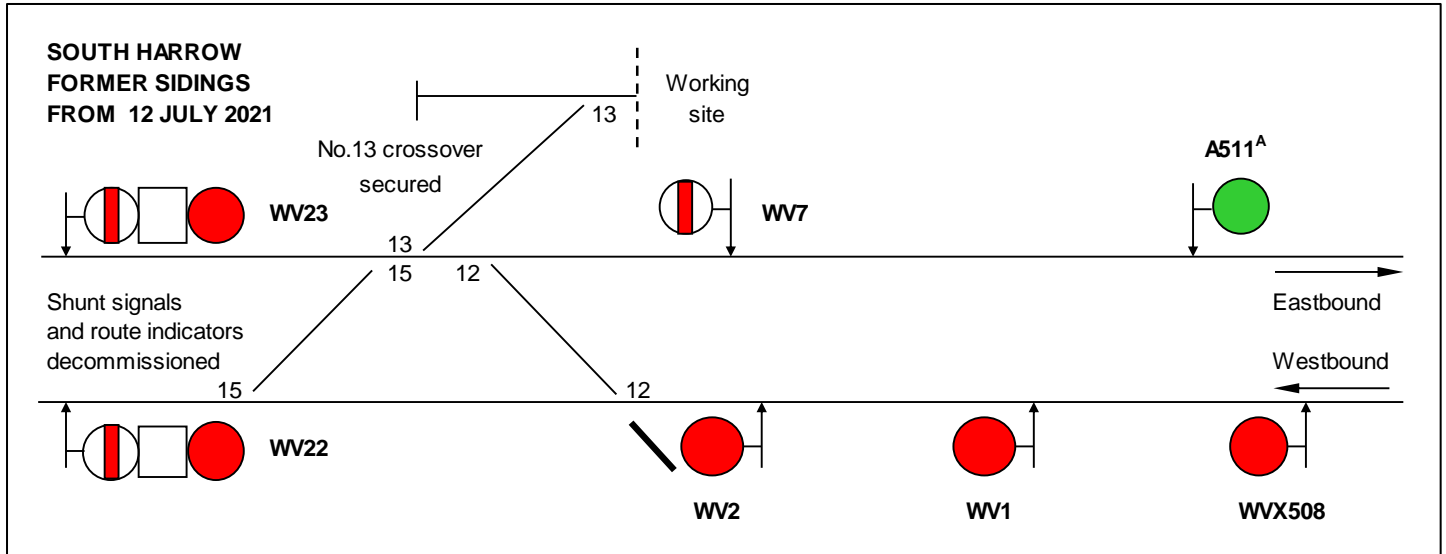 SOUTH HARROW
FORMER SIDINGS
FROM 12 JULY 2021
Working
site
13
No.13 crossover
secured
A511ᴬ
WV23
WV7
13
15 12
Shunt signals
and route indicators
decommissioned
Eastbound
Westbound
15
12
WV22
WV2
WV1
WVX508